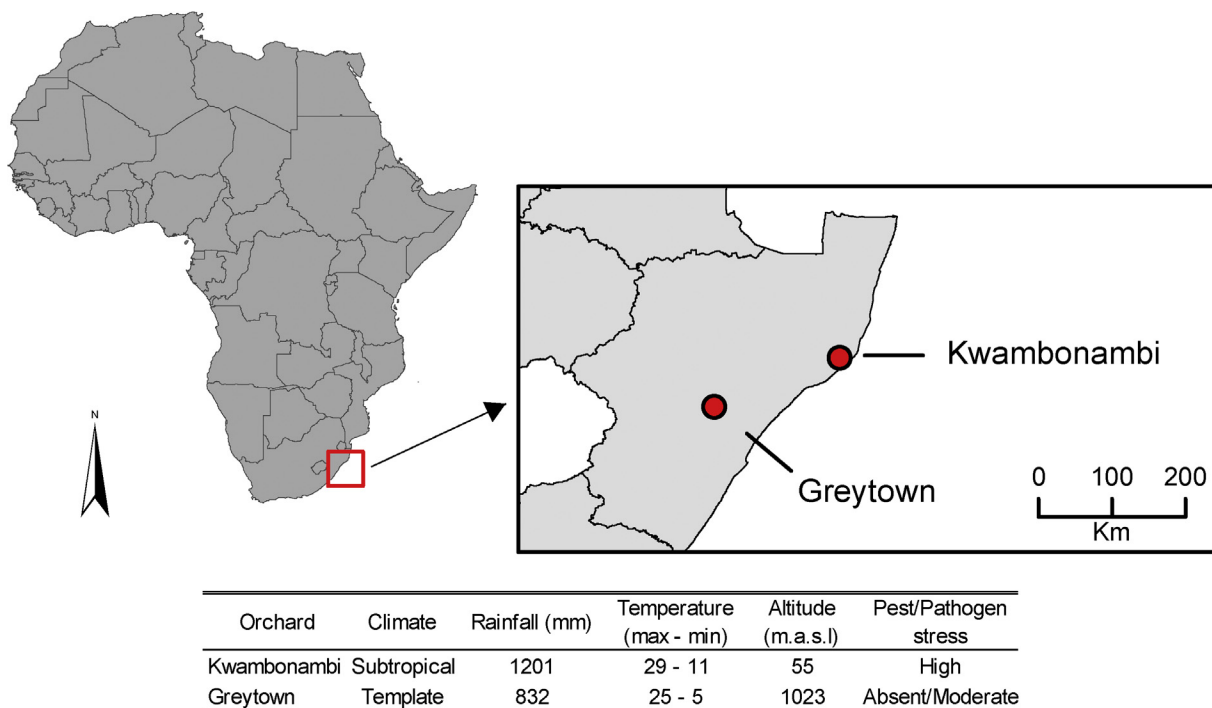 N
Kwambonambi
Greytown
0 100 200
Km
Orchard Climate Rainfall (mm) Temperature (max - min) Altitude (m.a.s.l) Pest/Pathogen stress
Kwambonambi Subtropical 1201 29 - 11 55 High
Greytown Template 832 25 - 5 1023 Absent/Moderate